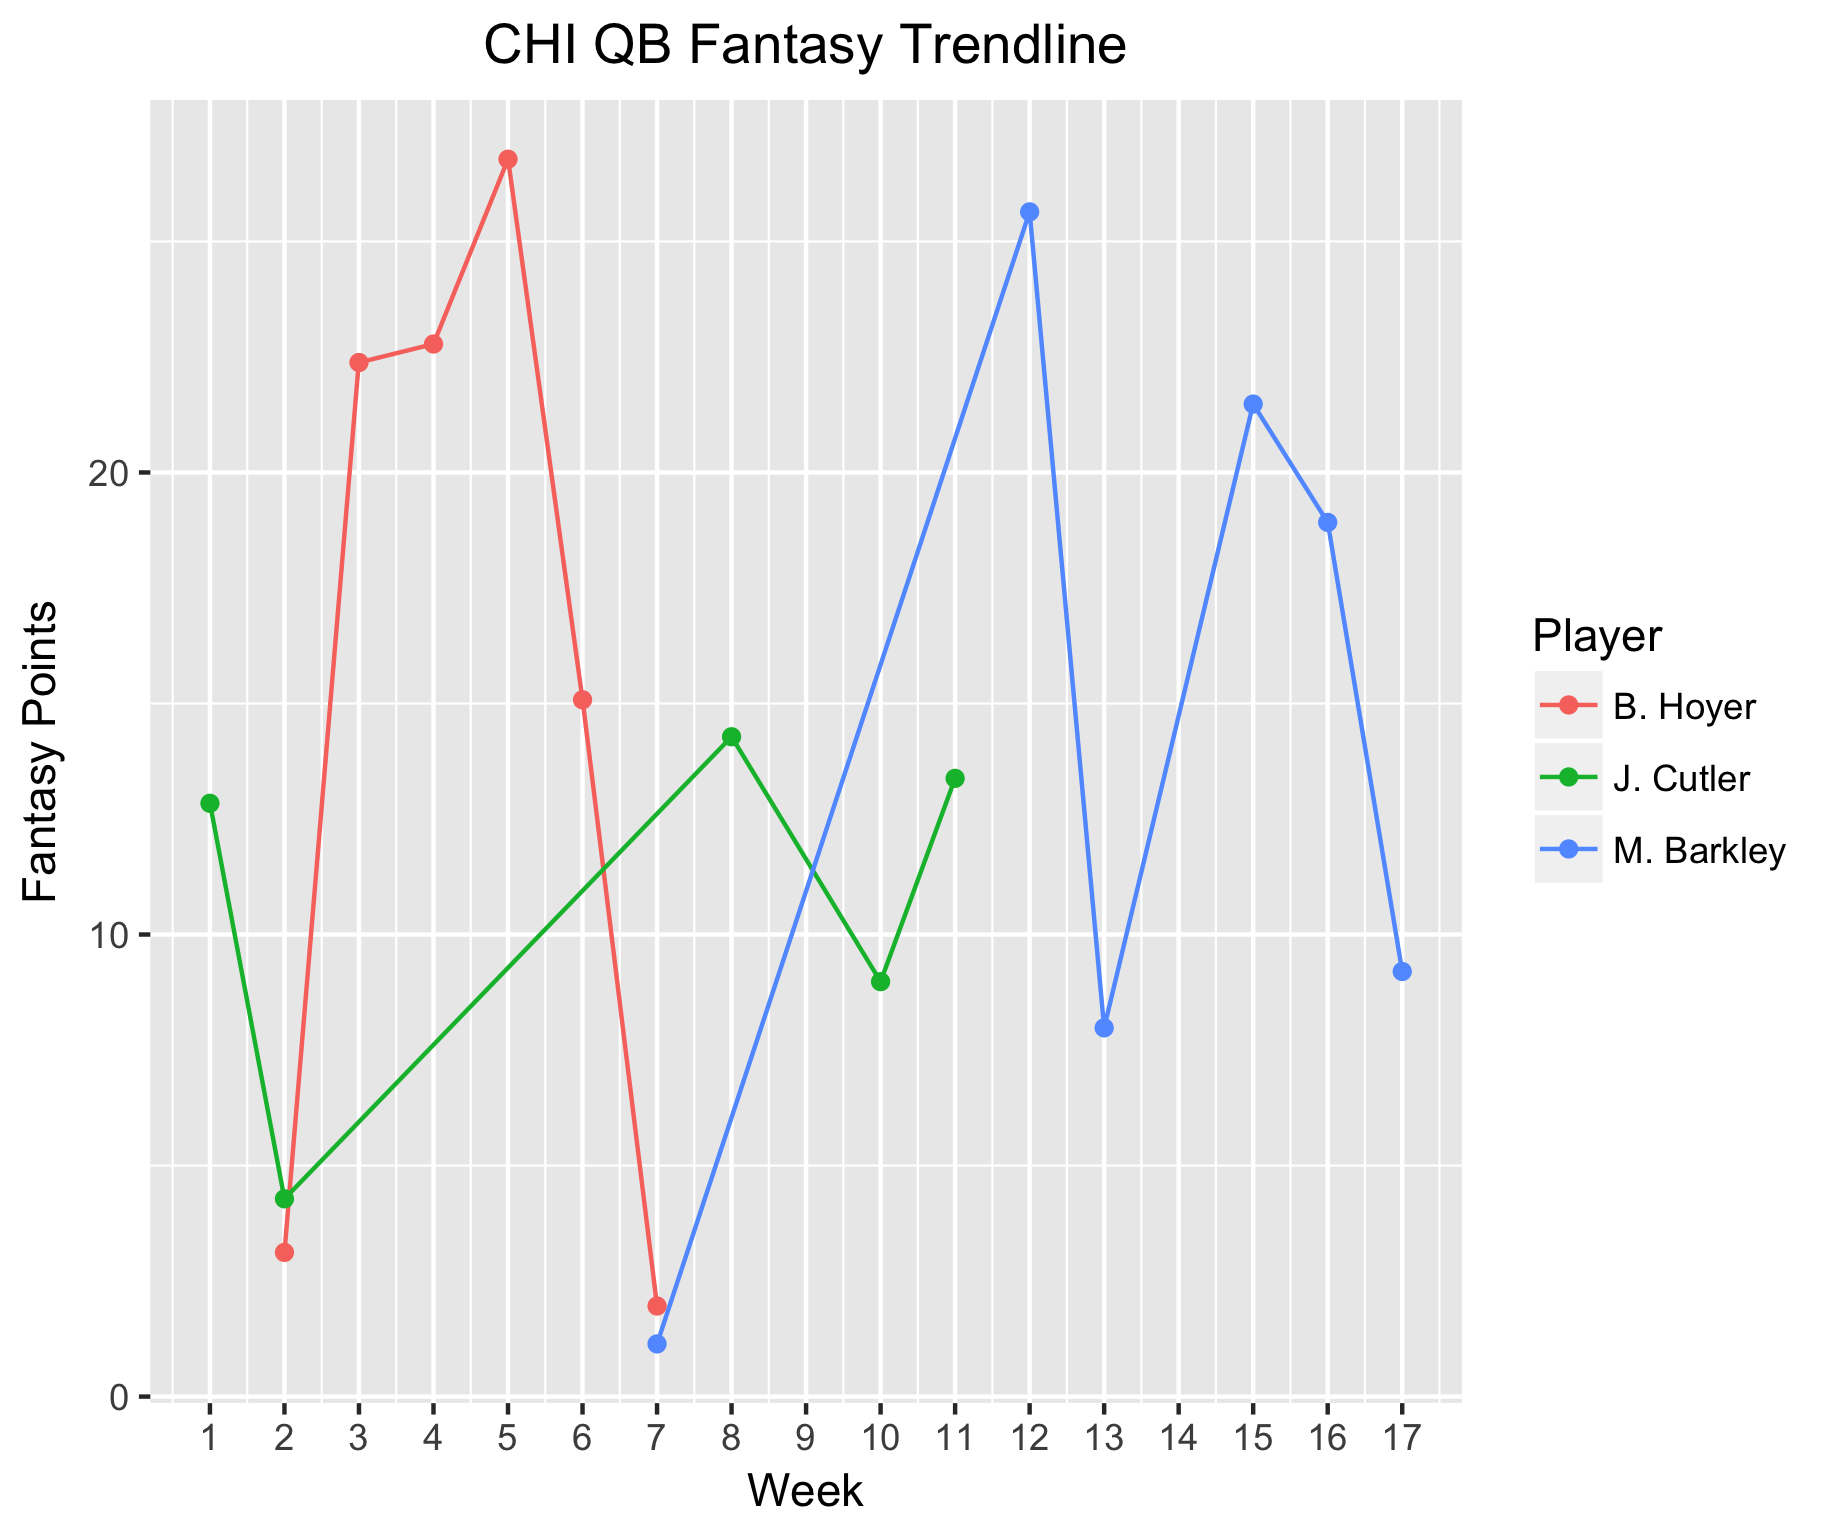 CHI QB Fantasy Trendline
Fantasy Points
20
10
0
1 2 3 4 5 6 7 8 9 10 11 12 13 14 15 16 17
Week
Player
B. Hoyer
J. Cutler
M. Barkley